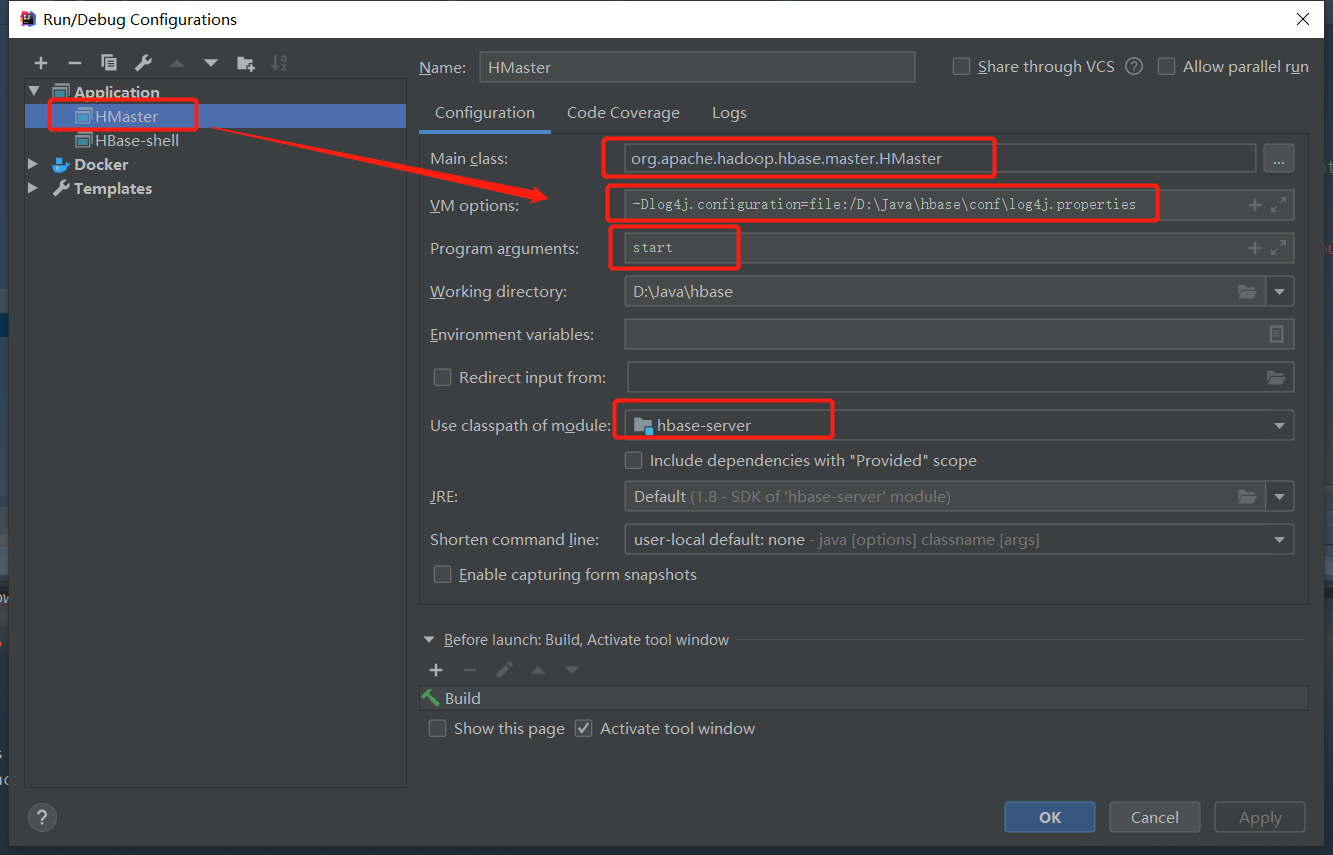 Run/Debug Configurations
Name: HMaster
Share through VCS ?
Allow parallel run
Application
HMaster
HBase-shell
Docker
Templates
Configuration Code Coverage Logs
Main class: org.apache.hadoop.hbase.master.HMaster ...
VM options: -Dlog4j.configuration=file:/D:\Java\hbase\conf\log4j.properties
Program arguments: start
Working directory: D:\Java\hbase
Environment variables:
Redirect input from:
Use classpath of module: hbase-server
Include dependencies with "Provided" scope
JRE: Default (1.8 - SDK of 'hbase-server' module)
Shorten command line: user-local default: none - java [options] classname [args]
Enable capturing form snapshots
Before launch: Build, Activate tool window
Build
Show this page Activate tool window
? OK Cancel Apply